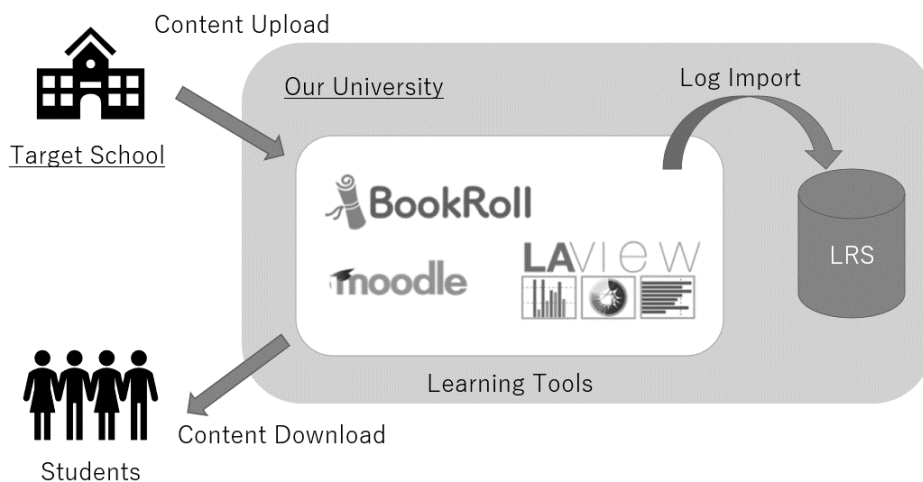 Content Upload
Our University
Log Import
Target School
BookRoll
moodle
LAVIEW
LRS
Learning Tools
Content Download
Students